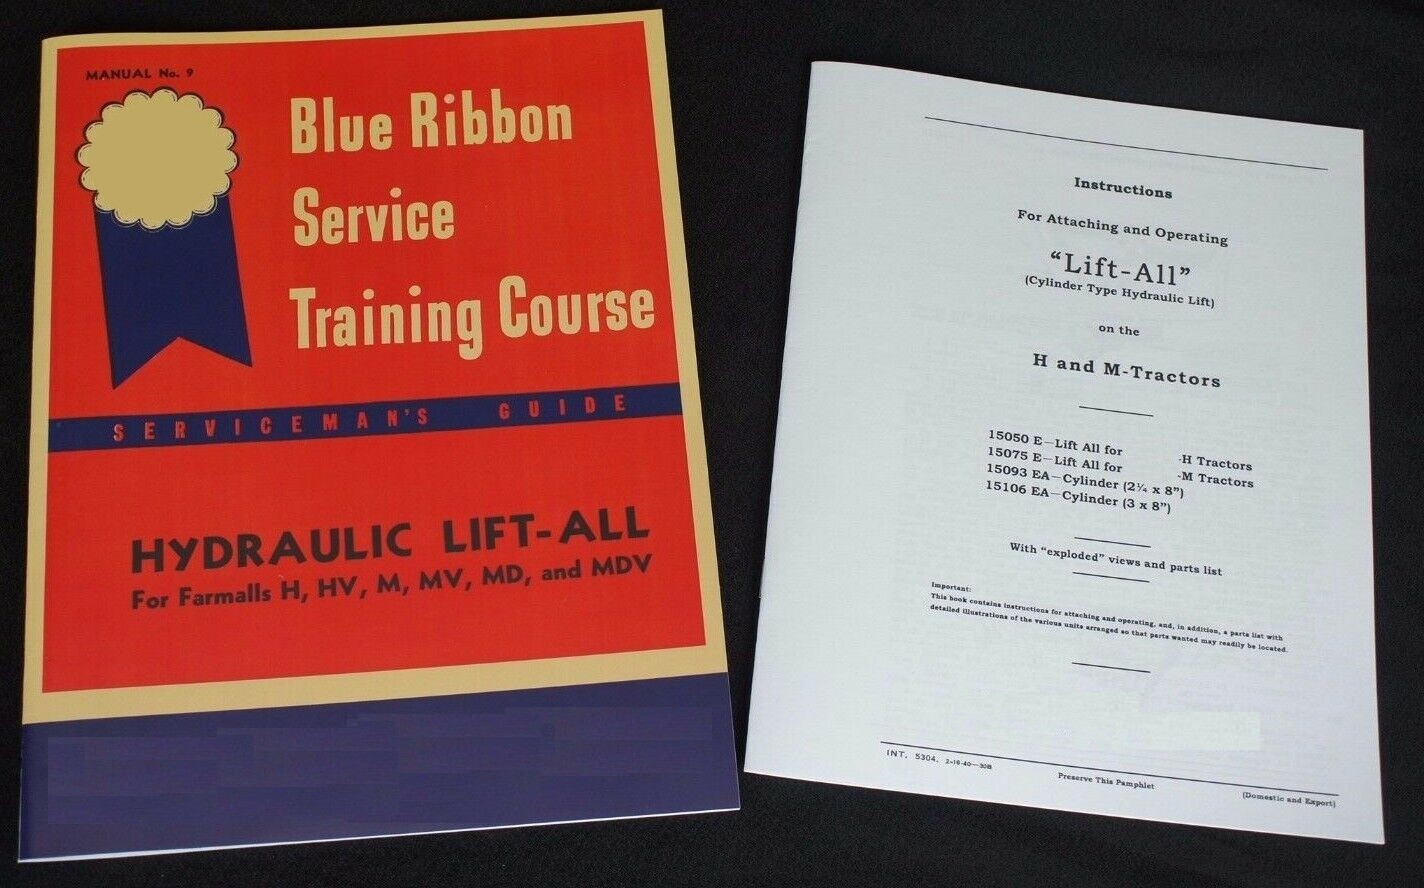 MANUAL No. 9
Blue Ribbon
Service
Training Course
SERVICEMAN'S GUIDE
HYDRAULIC LIFT-ALL
For Farmalls H, HV, M, MV, MD, and MDV
Instructions
For Attaching and Operating
“Lift-All”
(Cylinder Type Hydraulic Lift)
on the
H and M-Tractors
15050 E—Lift All for -H Tractors
15075 E—Lift All for -M Tractors
15093 EA—Cylinder (2¼ x 8”)
15106 EA—Cylinder (3 x 8”)
With “exploded” views and parts list
Important:
This book contains instructions for attaching and operating, and, in addition, a parts list with
detailed illustrations of the various units arranged so that parts wanted may readily be located.
INT. 5304. 2-16-40—30B
Preserve This Pamphlet
(Domestic and Export)